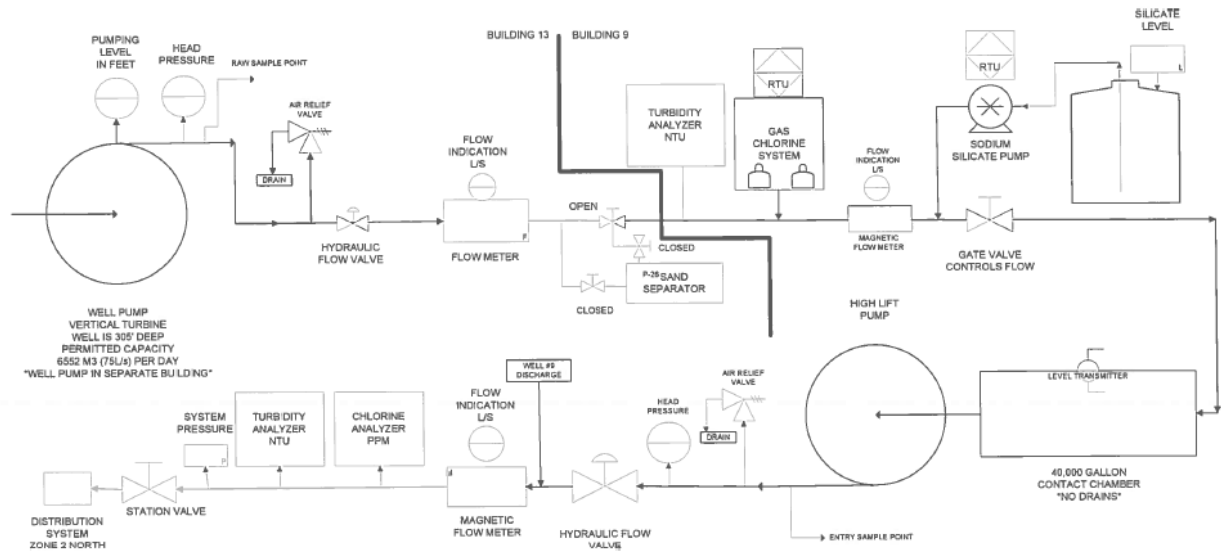 PUMPING
LEVEL
IN FEET
HEAD
PRESSURE
RAW SAMPLE POINT
AIR RELIEF
VALVE
DRAIN
HYDRAULIC
FLOW VALVE
FLOW
INDICATION
L/S
F
FLOW METER
OPEN
CLOSED
P-26 SAND
SEPARATOR
CLOSED
BUILDING 13
BUILDING 9
TURBIDITY
ANALYZER
NTU
RTU
GAS
CHLORINE
SYSTEM
FLOW
INDICATION
L/S
MAGNETIC
FLOW METER
RTU
SODIUM
SILICATE PUMP
SILICATE
LEVEL
L
GATE VALVE
CONTROLS FLOW
WELL PUMP
VERTICAL TURBINE
WELL IS 305' DEEP
PERMITTED CAPACITY
6552 M3 (75L/s) PER DAY
"WELL PUMP IN SEPARATE BUILDING"
HIGH LIFT
PUMP
LEVEL TRANSMITTER
40,000 GALLON
CONTACT CHAMBER
"NO DRAINS"
ENTRY SAMPLE POINT
AIR RELIEF
VALVE
DRAIN
HEAD
PRESSURE
HYDRAULIC FLOW
VALVE
WELL #9
DISCHARGE
FLOW
INDICATION
L/S
M
MAGNETIC
FLOW METER
CHLORINE
ANALYZER
PPM
TURBIDITY
ANALYZER
NTU
SYSTEM
PRESSURE
P
STATION VALVE
DISTRIBUTION
SYSTEM
ZONE 2 NORTH